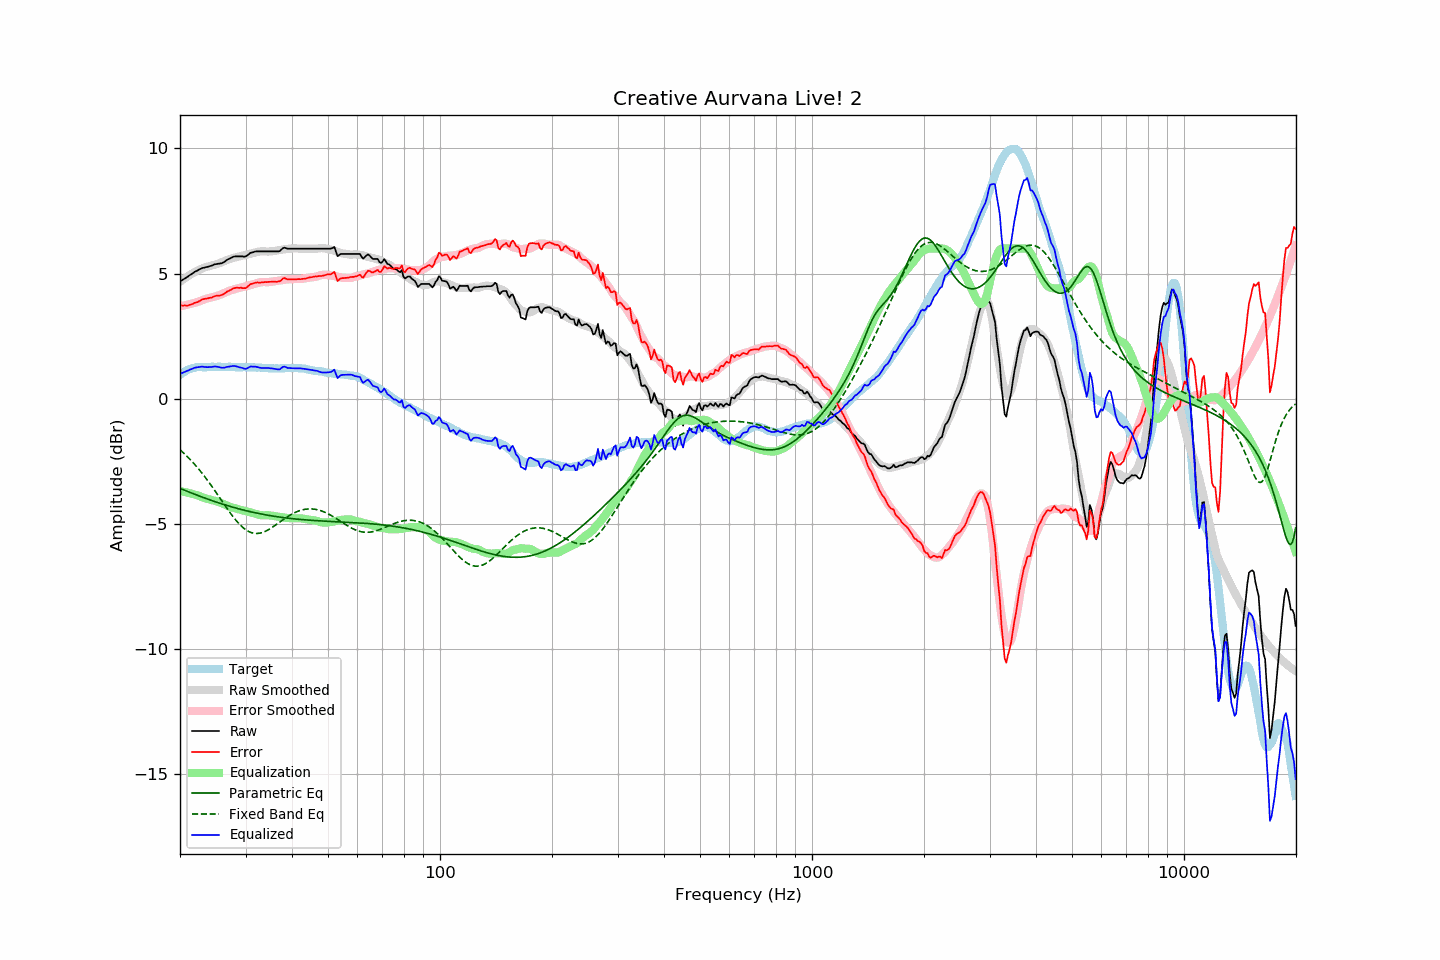 Creative Aurvana Live! 2
Amplitude (dBr)
10
5
0
−5
−10
−15
Target
Raw Smoothed
Error Smoothed
Raw
Error
Equalization
Parametric Eq
Fixed Band Eq
Equalized
100
1000
10000
Frequency (Hz)